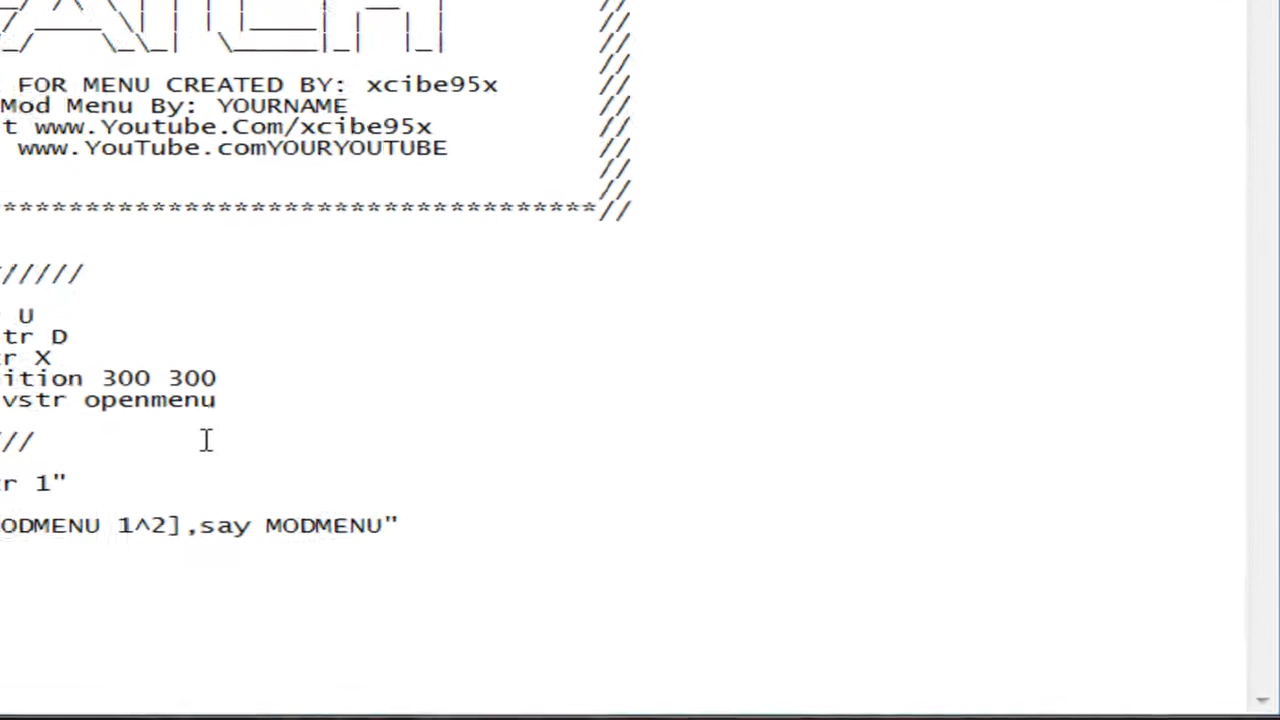 FOR MENU CREATED BY: xcibe95x //
Mod Menu By: YOURNAME //
t www.Youtube.Com/xcibe95x //
www.YouTube.comYOURYOUTUBE //
//
//
************************************//
/////
U
tr D
r X
ition 300 300
vstr openmenu
///
r 1"
ODMENU 1^2],say MODMENU"